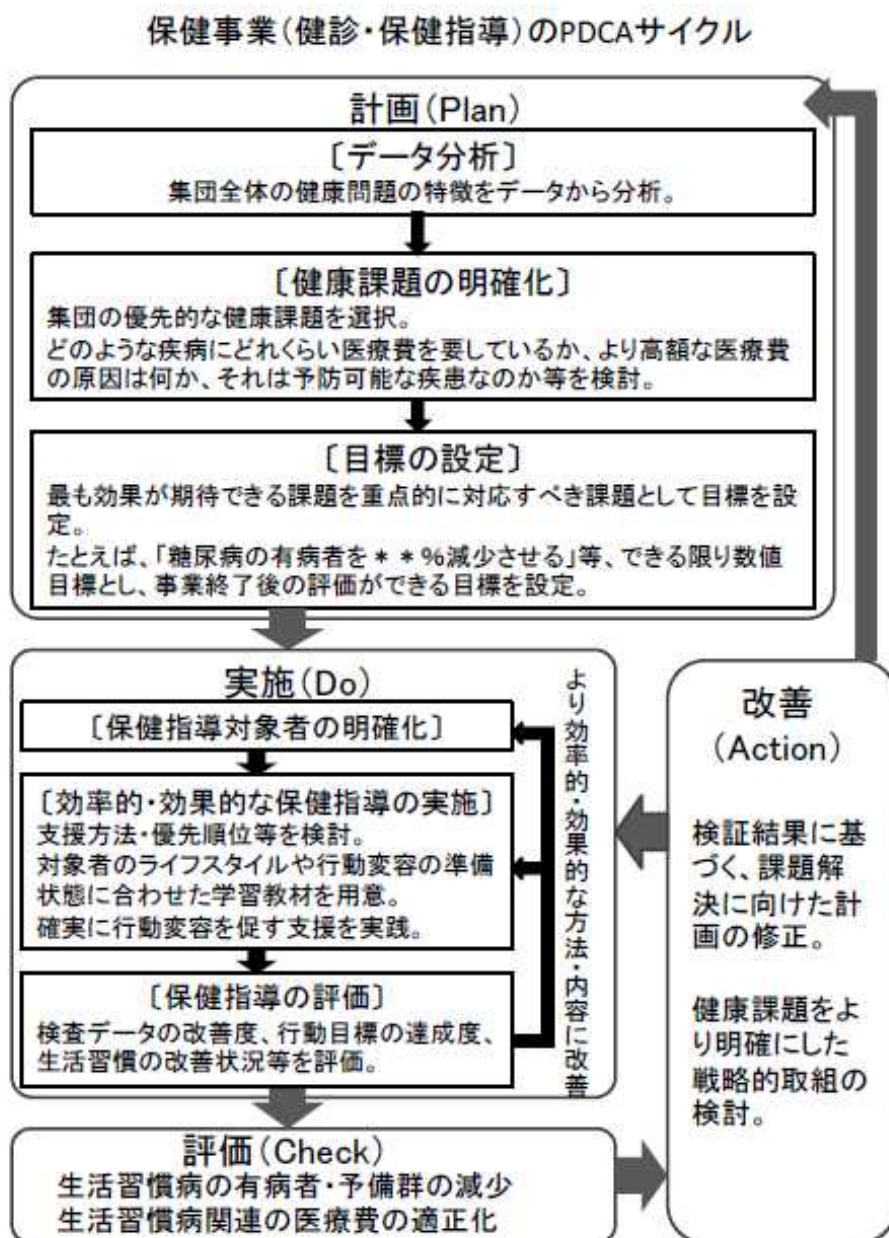 保健事業(健診・保健指導)のPDCAサイクル
計画(Plan)
〔データ分析〕
集団全体の健康問題の特徴をデータから分析。
〔健康課題の明確化〕
集団の優先的な健康課題を選択。
どのような疾病にどれくらい医療費を要しているか、より高額な医療費
の原因は何か、それは予防可能な疾患なのか等を検討。
〔目標の設定〕
最も効果が期待できる課題を重点的に対応すべき課題として目標を設
定。
たとえば、「糖尿病の有病者を**%減少させる」等、できる限り数値
目標とし、事業終了後の評価ができる目標を設定。
実施(Do)
〔保健指導対象者の明確化〕
〔効率的・効果的な保健指導の実施〕
支援方法・優先順位等を検討。
対象者のライフスタイルや行動変容の準備
状態に合わせた学習教材を用意。
確実に行動変容を促す支援を実践。
〔保健指導の評価〕
検査データの改善度、行動目標の達成度、
生活習慣の改善状況等を評価。
より効率的・効果的な方法・内容に改善
評価(Check)
生活習慣病の有病者・予備群の減少
生活習慣病関連の医療費の適正化
改善
(Action)
検証結果に基
づく、課題解
決に向けた計
画の修正。
健康課題をよ
り明確にした
戦略的取組の
検討。